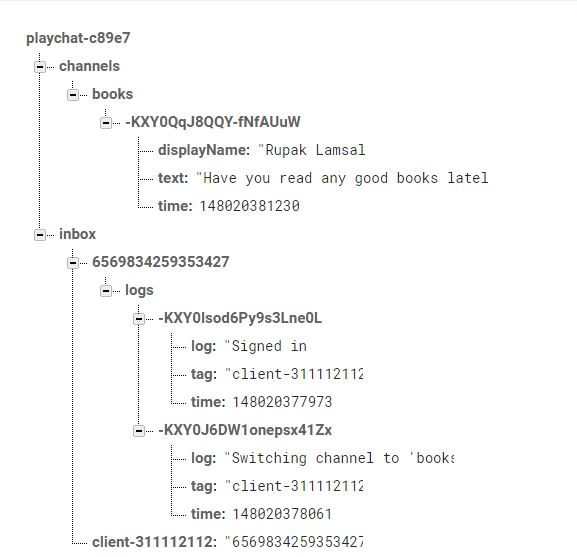 playchat-c89e7
channels
books
-KXY0QqJ8QQY-fNfAUuW
displayName: "Rupak Lamsal
text: "Have you read any good books latel
time: 148020381230
inbox
6569834259353427
logs
-KXY0Isod6Py9s3Lne0L
log: "Signed in
tag: "client-311112112
time: 148020377973
-KXY0J6DW1onepsx41Zx
log: "Switching channel to 'books
tag: "client-311112112
time: 148020378061
client-311112112: "6569834259353427